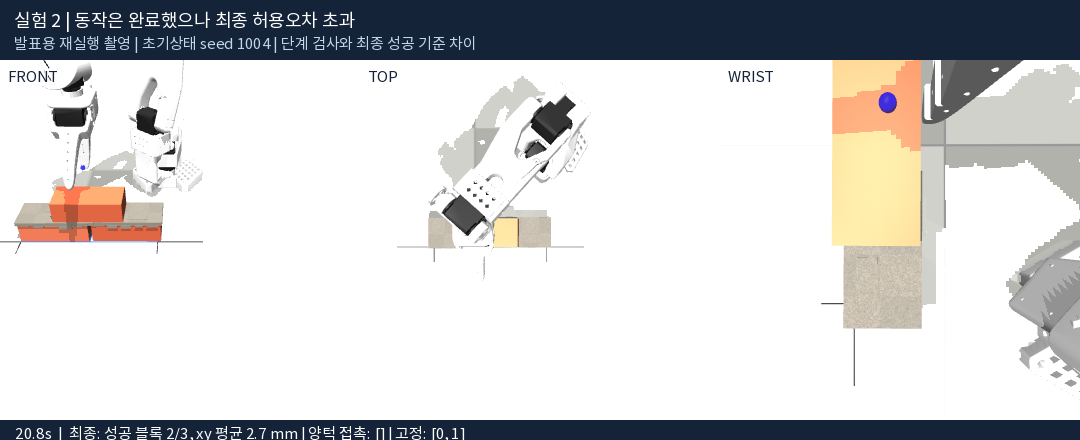 실험 2 | 동작은 완료했으나 최종 허용오차 초과
발표용 재실행 촬영 | 초기상태 seed 1004 | 단계 검사와 최종 성공 기준 차이
FRONT
TOP
WRIST
20.8s | 최종: 성공 블록 2/3, xy 평균 2.7 mm | 양턱 접촉: [] | 고정: [0, 1]